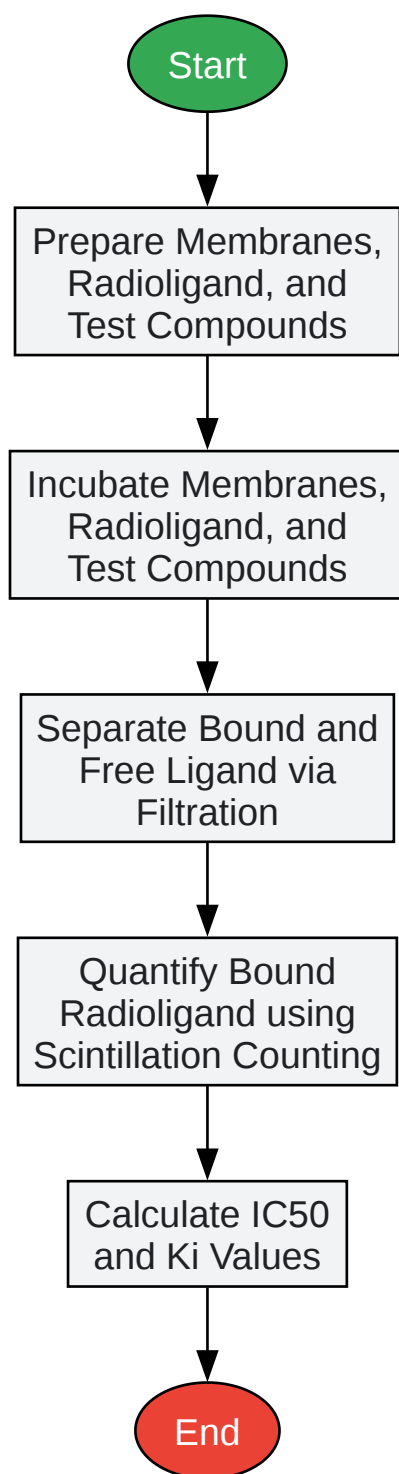 Start
Prepare Membranes,
Radioligand, and
Test Compounds
Incubate Membranes,
Radioligand, and
Test Compounds
Separate Bound and
Free Ligand via
Filtration
Quantify Bound
Radioligand using
Scintillation Counting
Calculate IC50
and Ki Values
End